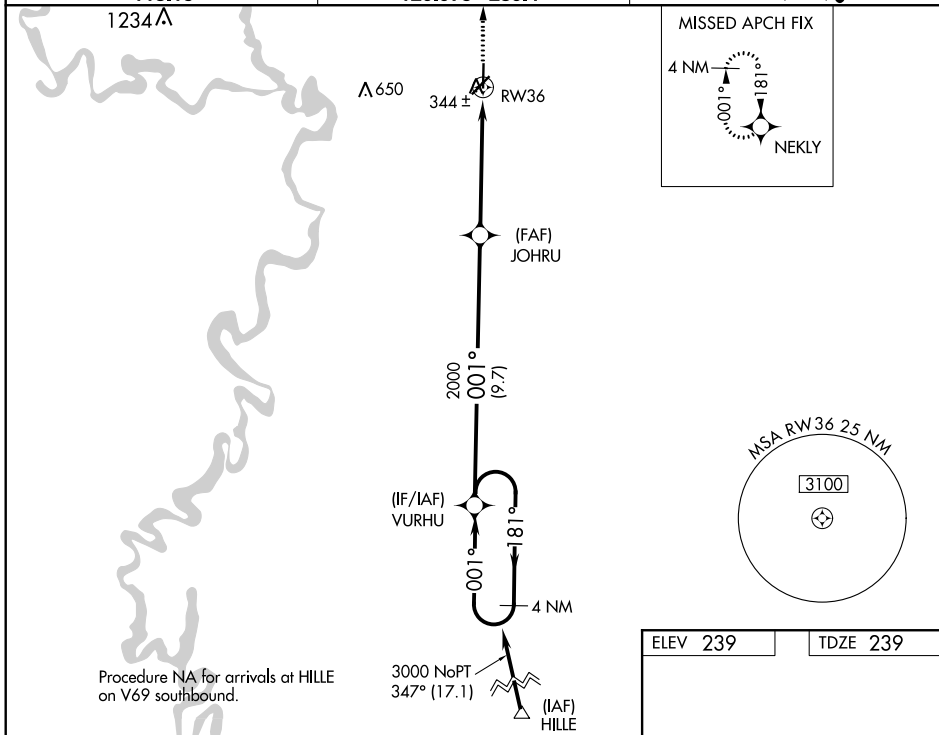 1234
MISSED APCH FIX
4 NM
001°
181°
NEKLY
650
344 ±
RW36
(FAF)
JOHRU
2000
001°
(9.7)
(IF/IAF)
VURHU
181°
001°
4 NM
MSA RW36 25 NM
3100
3000 NoPT
347° (17.1)
(IAF)
HILLE
Procedure NA for arrivals at HILLE
on V69 southbound.
ELEV 239
TDZE 239